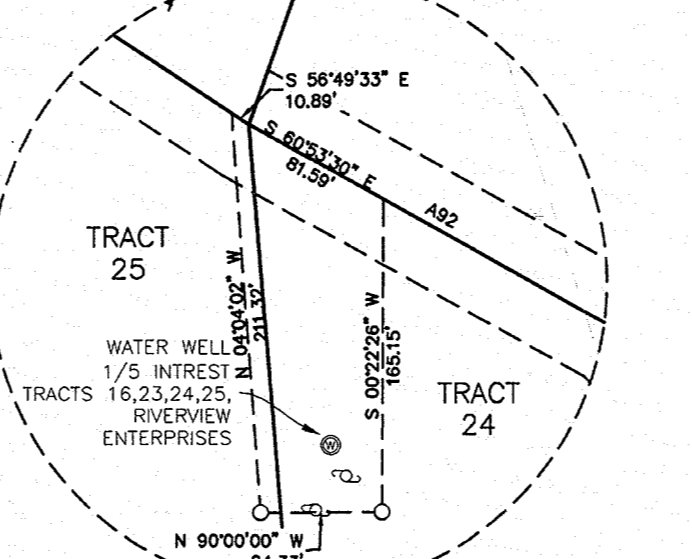 S 56°49'33" E
10.89'
S 60°53'30" E
81.59'
A92
TRACT
25
N 04°04'02" W
211.32'
S 00°22'26" W
165.15'
WATER WELL
1/5 INTREST
TRACTS 16,23,24,25,
RIVERVIEW
ENTERPRISES
W
TRACT
24
N 90°00'00" W